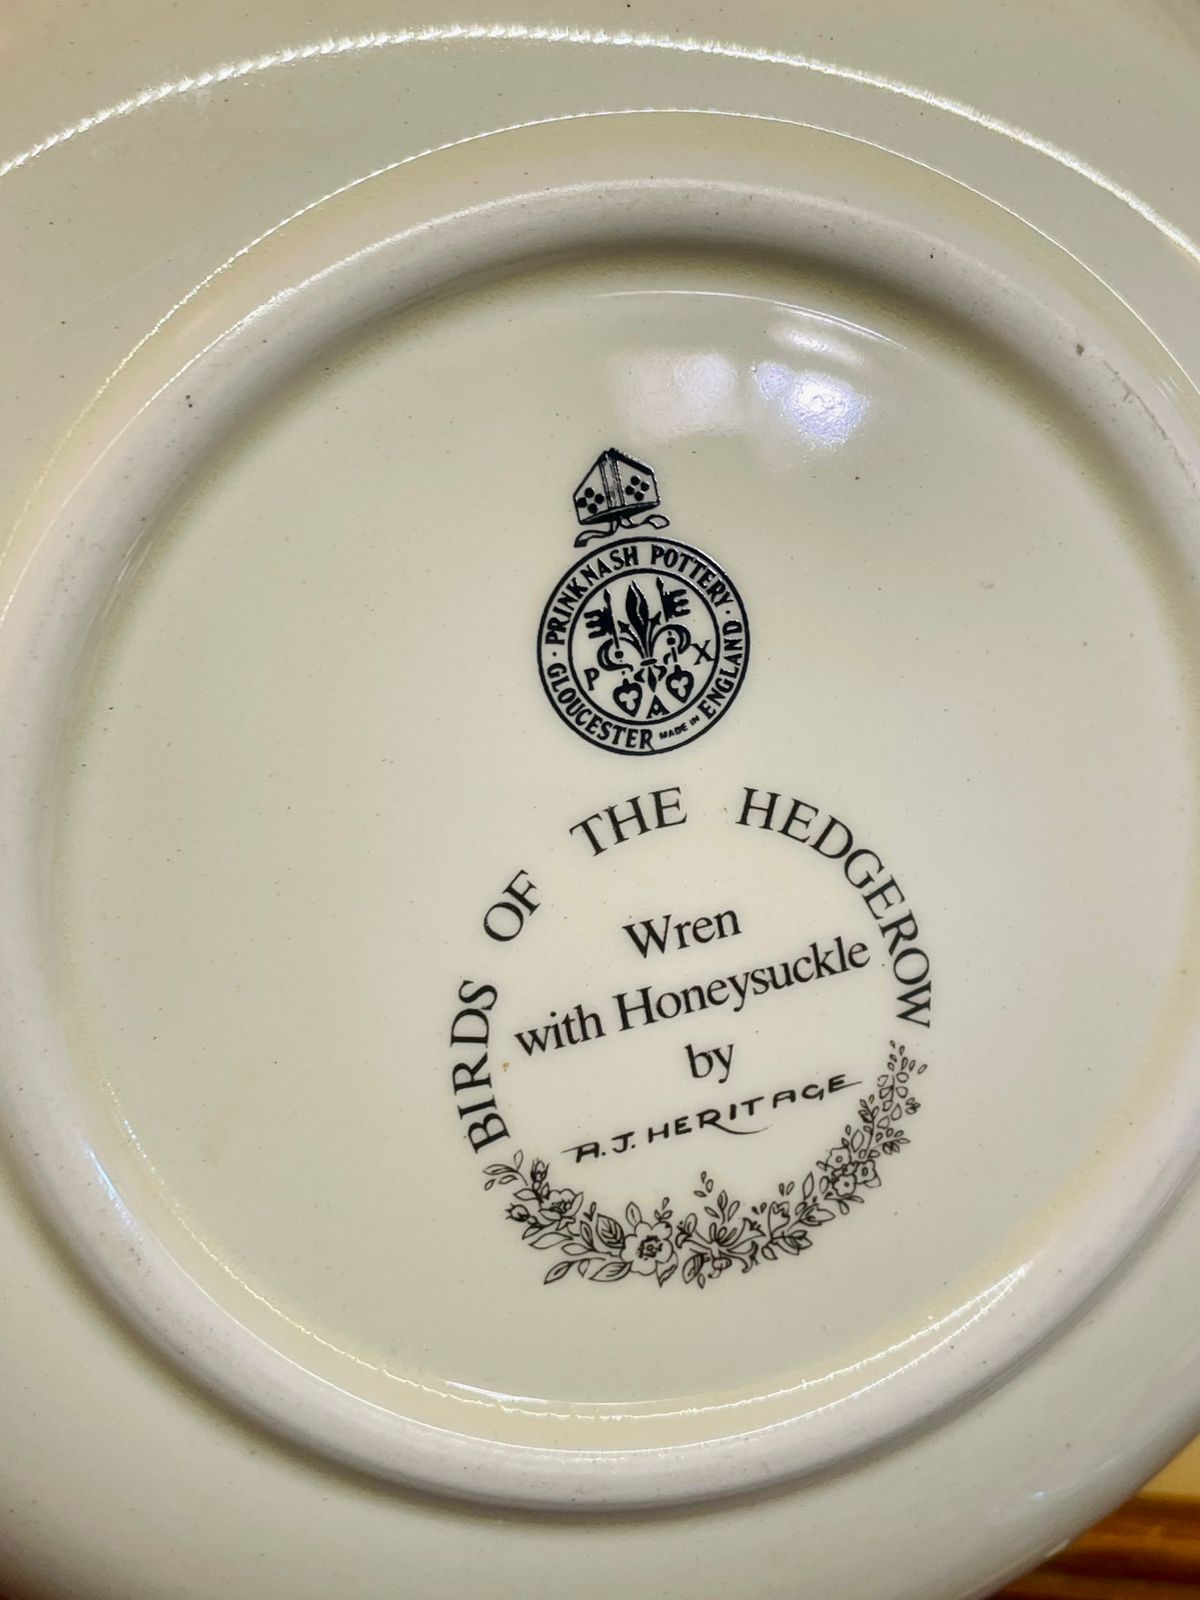 · PRINKNASH POTTERY ·
GLOUCESTER MADE IN ENGLAND
P A X
BIRDS OF THE HEDGEROW
Wren
with Honeysuckle
by
A.J. HERITAGE